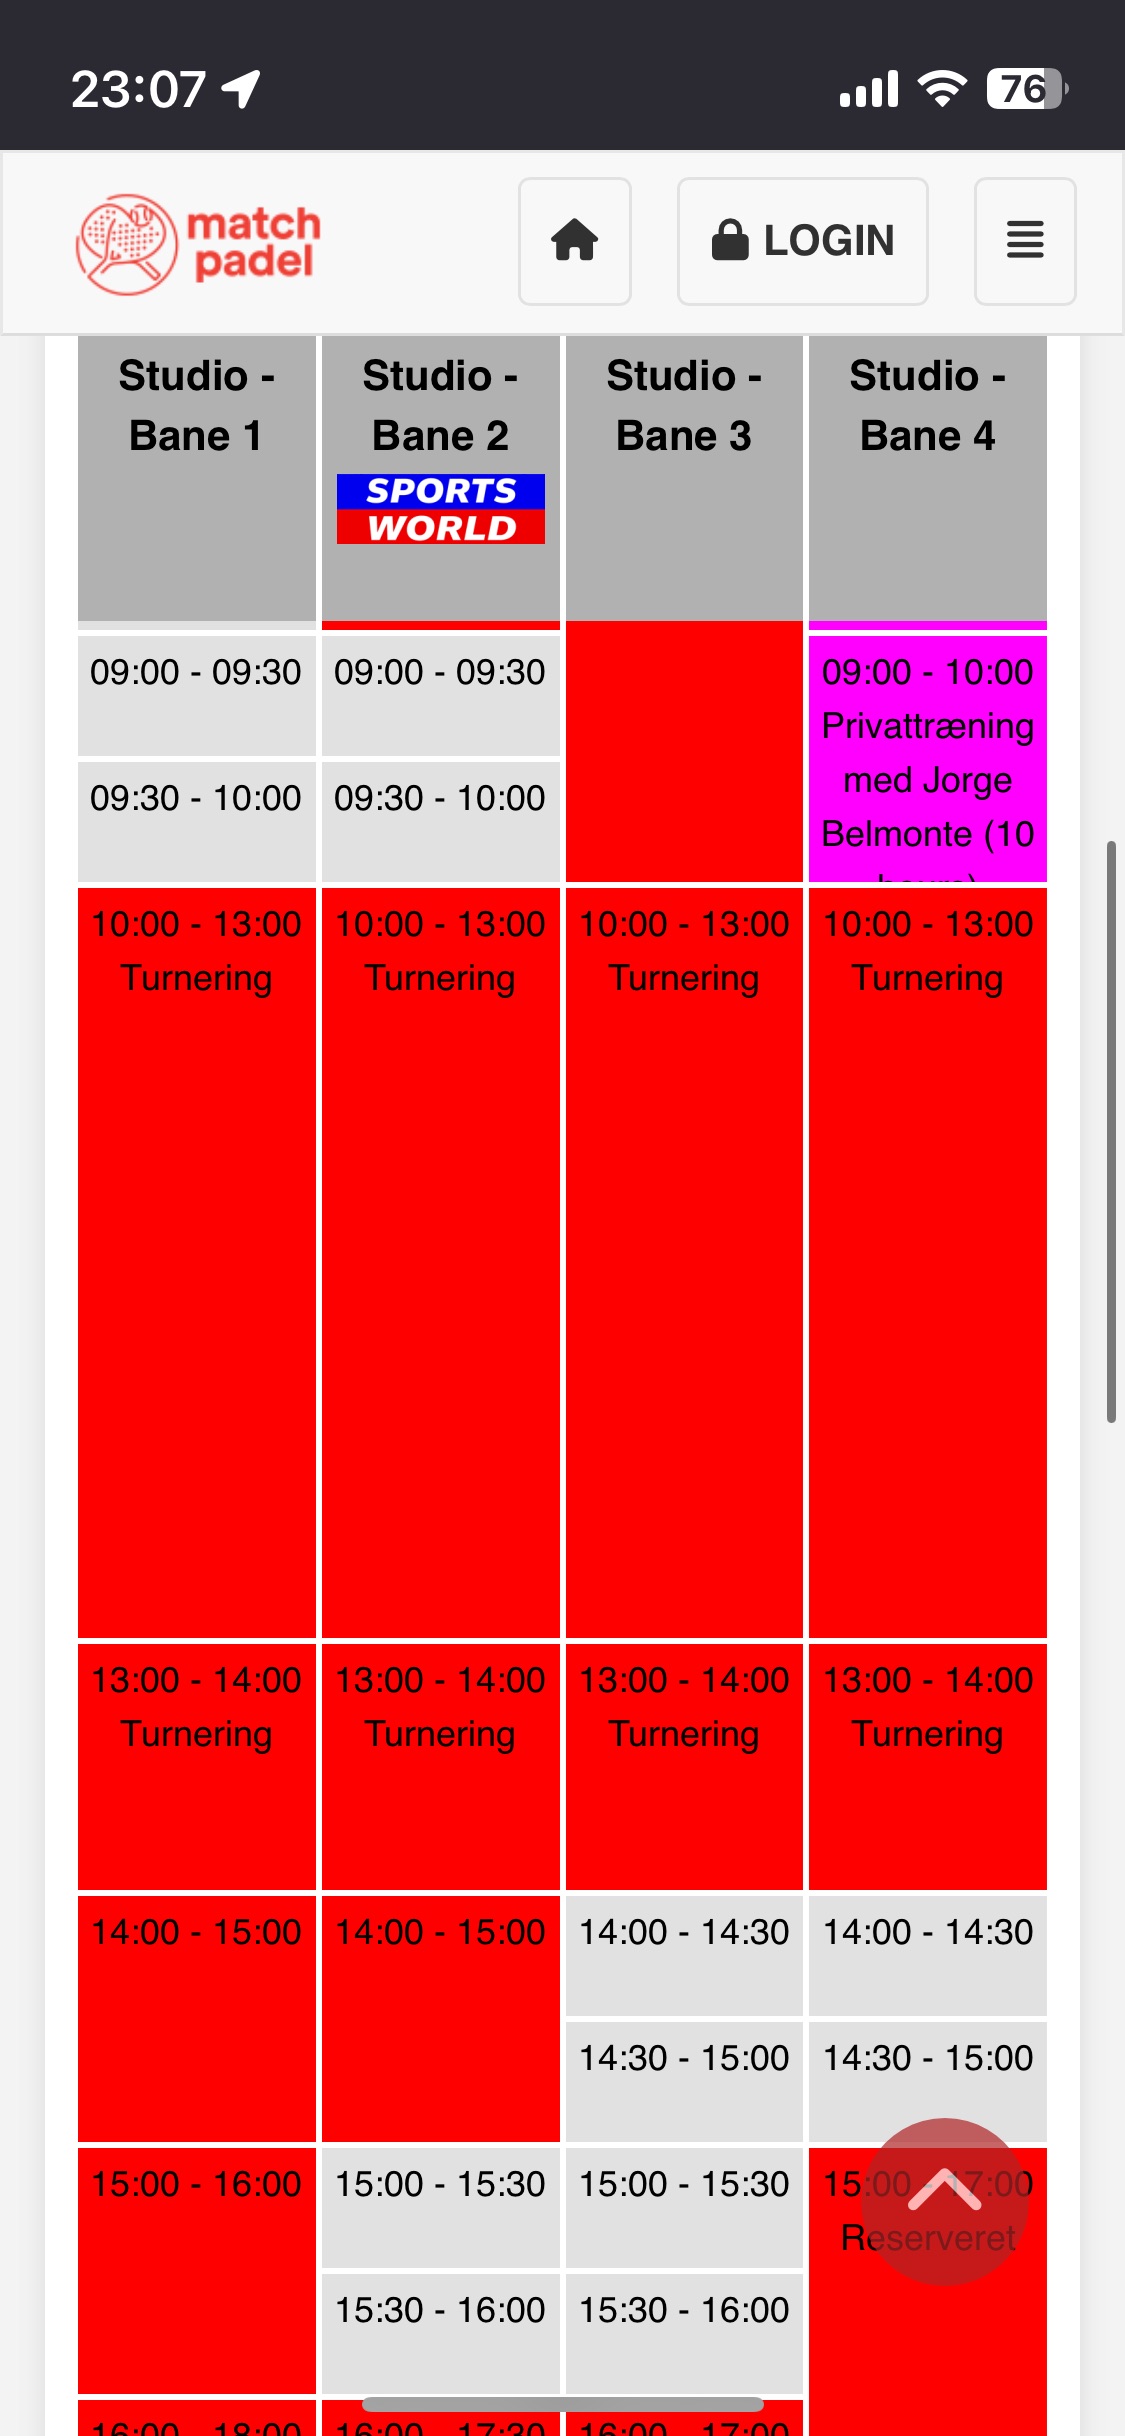 23:07
76
match
padel
LOGIN
Studio -
Bane 1
Studio -
Bane 2
SPORTS
WORLD
Studio -
Bane 3
Studio -
Bane 4
09:00 - 09:30
09:00 - 09:30
09:00 - 10:00
Privattræning
med Jorge
Belmonte (10
hours)
09:30 - 10:00
09:30 - 10:00
10:00 - 13:00
Turnering
10:00 - 13:00
Turnering
10:00 - 13:00
Turnering
10:00 - 13:00
Turnering
13:00 - 14:00
Turnering
13:00 - 14:00
Turnering
13:00 - 14:00
Turnering
13:00 - 14:00
Turnering
14:00 - 15:00
14:00 - 15:00
14:00 - 14:30
14:00 - 14:30
14:30 - 15:00
14:30 - 15:00
15:00 - 16:00
15:00 - 15:30
15:00 - 15:30
15:00 - 17:00
Reserveret
15:30 - 16:00
15:30 - 16:00
16:00 - 18:00
16:00 - 17:30
16:00 - 17:00